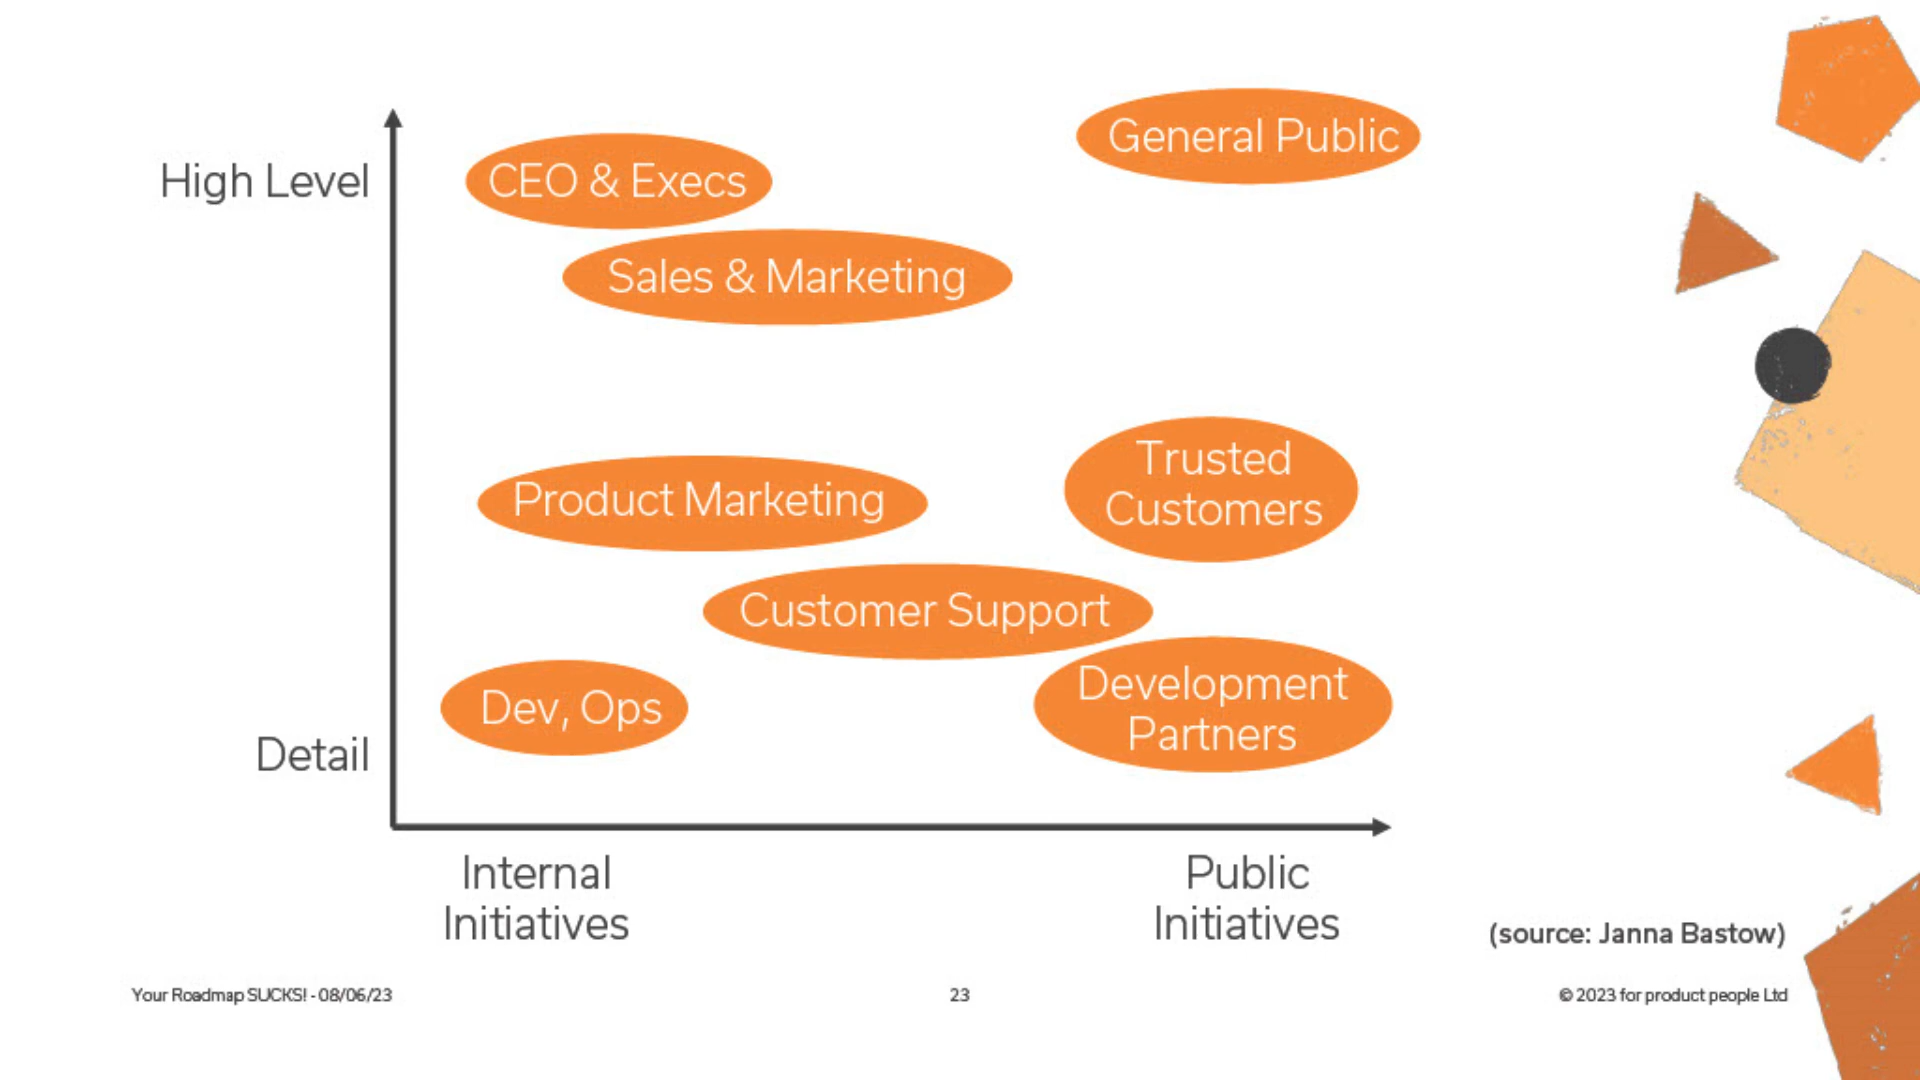 General Public
High Level
CEO & Execs
Sales & Marketing
Trusted
Customers
Product Marketing
Customer Support
Development
Partners
Dev, Ops
Detail
Internal
Initiatives
Public
Initiatives
(source: Janna Bastow)
Your Roadmap SUCKS! - 08/06/23
23
© 2023 for product people Ltd